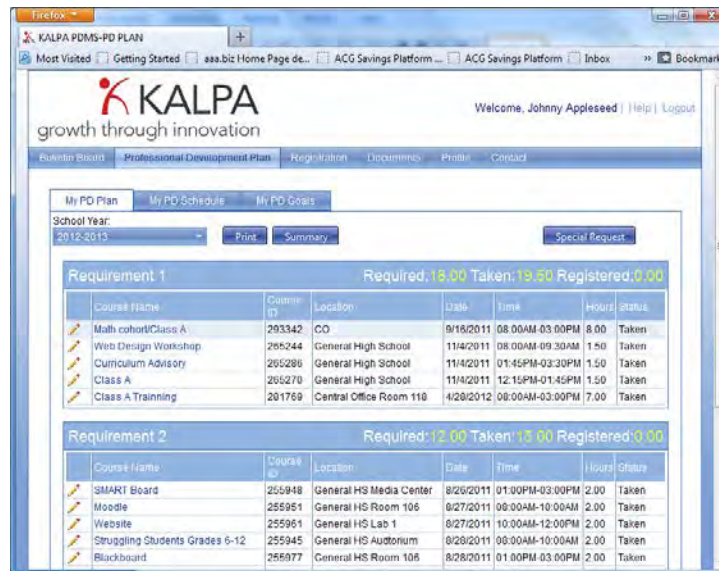 Firefox
KALPA PDMS-PD PLAN +
Most Visited Getting Started aaa.biz Home Page de... ACG Savings Platform ... ACG Savings Platform Inbox » Bookmark
KALPA
growth through innovation
Welcome, Johnny Appleseed | Help | Logout
Bulletin Board Professional Development Plan Registration Documents Profile Contact
My PD Plan My PD Schedule My PD Goals
School Year:
2012-2013 Print Summary Special Request
Requirement 1 Required:18.00 Taken:19.50 Registered:0.00
Course Name Course ID Location Date Time Hours Status
Math cohort/Class A 293342 CO 9/16/2011 08:00AM-03:00PM 8.00 Taken
Web Design Workshop 265244 General High School 11/4/2011 08:00AM-09:30AM 1.50 Taken
Curriculum Advisory 265286 General High School 11/4/2011 01:45PM-03:30PM 1.50 Taken
Class A 265270 General High School 11/4/2011 12:15PM-01:45PM 1.50 Taken
Class A Trainning 281769 Central Office Room 118 4/28/2012 08:00AM-03:00PM 7.00 Taken
Requirement 2 Required:12.00 Taken:13.00 Registered:0.00
Course Name Course ID Location Date Time Hours Status
SMART Board 255948 General HS Media Center 8/26/2011 01:00PM-03:00PM 2.00 Taken
Moodle 255951 General HS Room 106 8/27/2011 08:00AM-10:00AM 2.00 Taken
Website 255961 General HS Lab 1 8/27/2011 10:00AM-12:00PM 2.00 Taken
Struggling Students Grades 6-12 255945 General HS Audtorium 8/28/2011 08:00AM-10:00AM 2.00 Taken
Blackboard 255977 General HS Room 106 8/28/2011 01:00PM-03:00PM 2.00 Taken